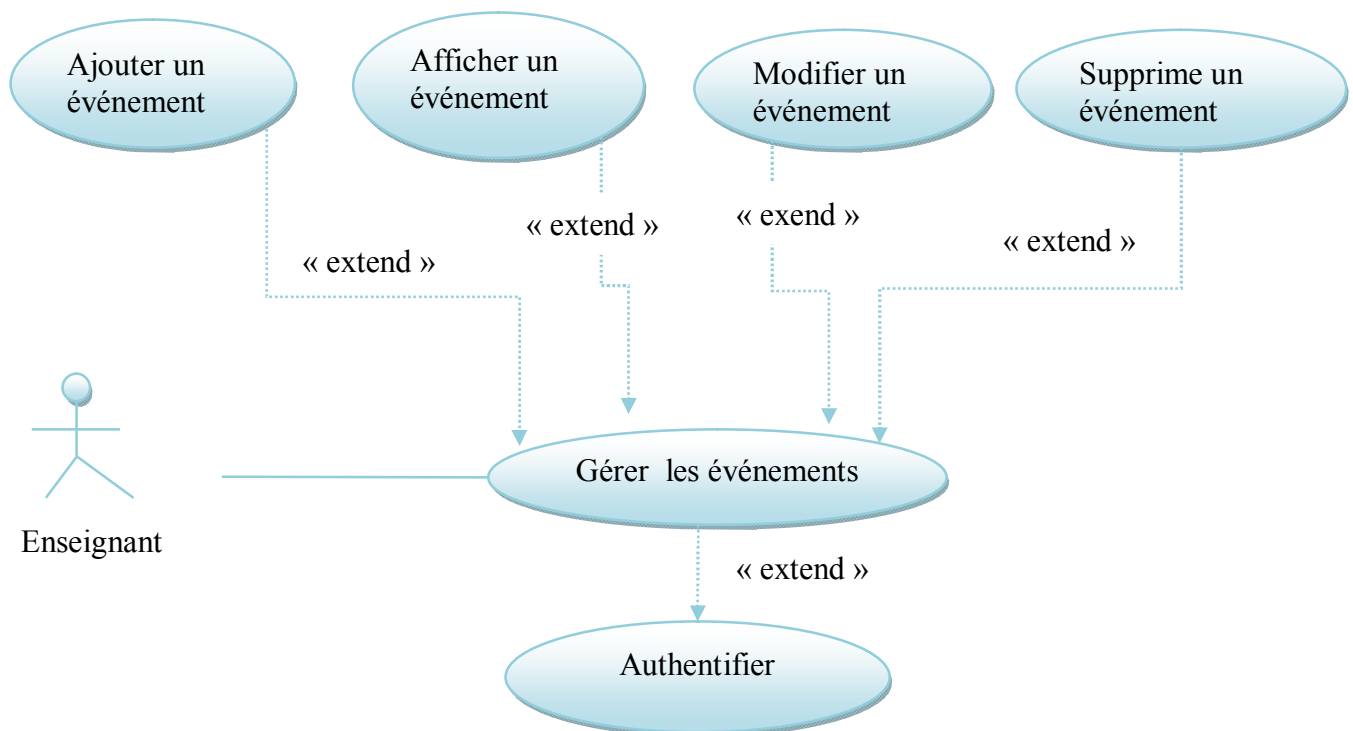 Ajouter un
événement
Afficher un
événement
Modifier un
événement
Supprime un
événement
« extend »
« exend »
« extend »
« extend »
Gérer  les événements
Enseignant
« extend »
Authentifier